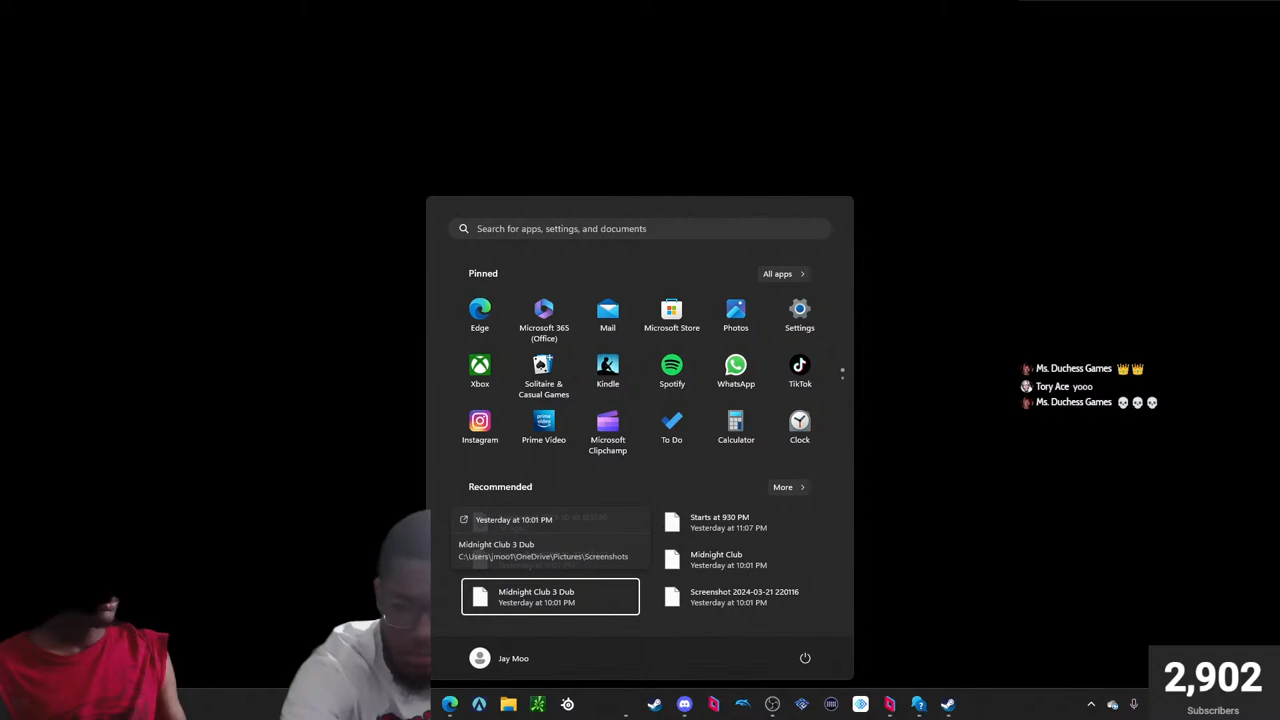 Search for apps, settings, and documents
Pinned
All apps
Edge
Microsoft 365
(Office)
Mail
Microsoft Store
Photos
Settings
Xbox
Solitaire &
Casual Games
Kindle
Spotify
WhatsApp
TikTok
Instagram
Prime Video
Microsoft
Clipchamp
To Do
Calculator
Clock
Recommended
More
Yesterday at 10:01 PM
Midnight Club 3 Dub
C:\Users\jmoo1\OneDrive\Pictures\Screenshots
Starts at 930 PM
Yesterday at 11:07 PM
Midnight Club
Yesterday at 10:01 PM
Midnight Club 3 Dub
Yesterday at 10:01 PM
Screenshot 2024-03-21 220116
Yesterday at 10:01 PM
Jay Moo
Ms. Duchess Games
Tory Ace yooo
Ms. Duchess Games
2,902
Subscribers